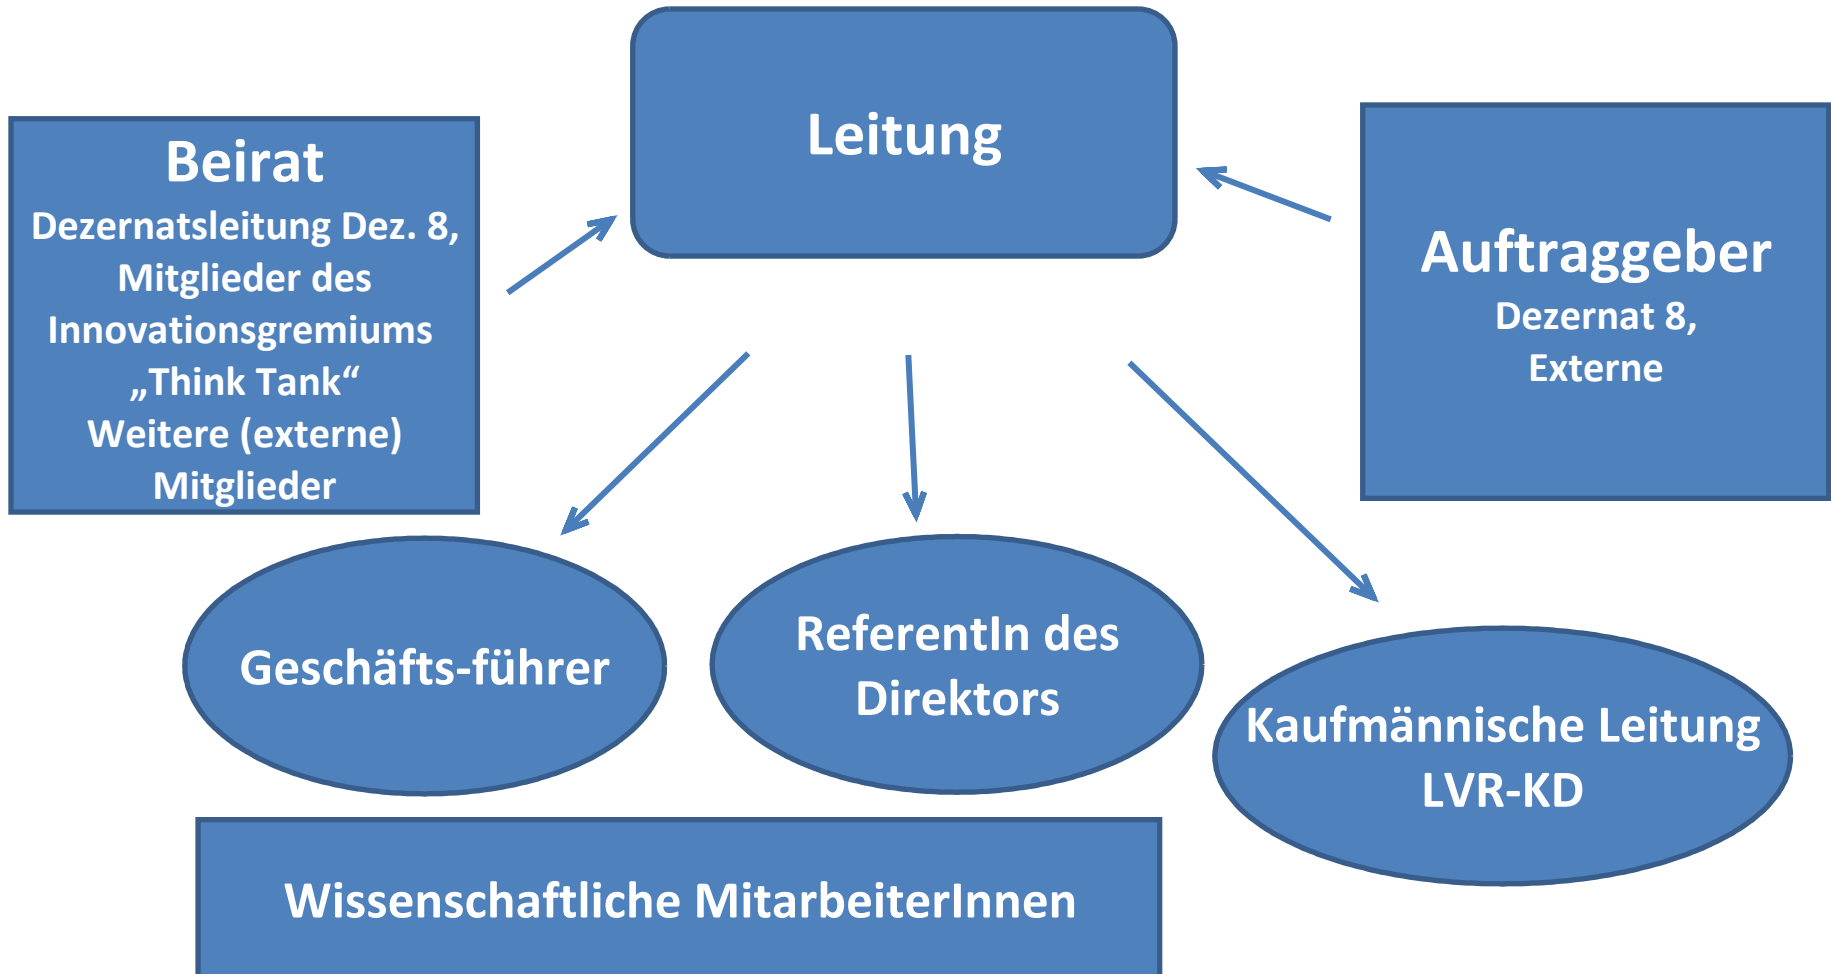 Leitung
Beirat
Dezernatsleitung Dez. 8,
Mitglieder des
Innovationsgremiums
„Think Tank“
Weitere (externe)
Mitglieder
Auftraggeber
Dezernat 8,
Externe
Geschäfts-führer
ReferentIn des
Direktors
Kaufmännische Leitung
LVR-KD
Wissenschaftliche MitarbeiterInnen